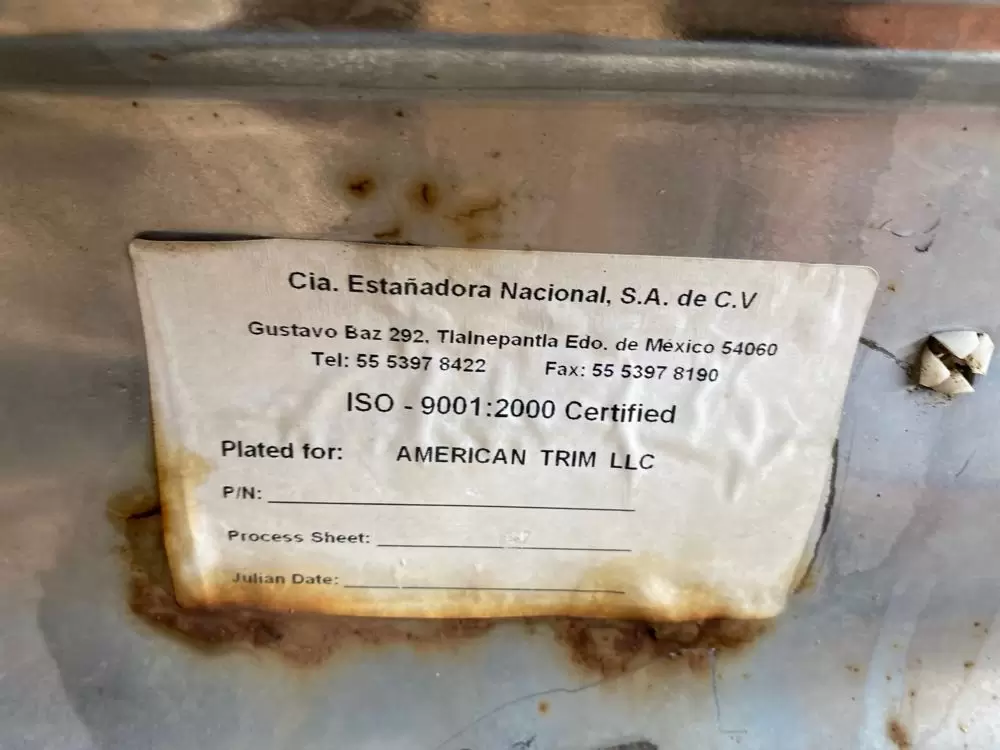 Cia. Estañadora Nacional, S.A. de C.V
Gustavo Baz 292, Tlalnepantla Edo. de México 54060
Tel: 55 5397 8422 Fax: 55 5397 8190
ISO - 9001:2000 Certified
Plated for: AMERICAN TRIM LLC
P/N:
Process Sheet:
Julian Date: